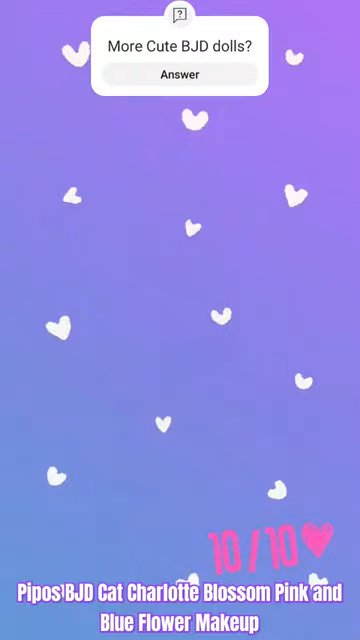 More Cute BJD dolls?
Answer
10/10
Pipos BJD Cat Charlotte Blossom Pink and
Blue Flower Makeup